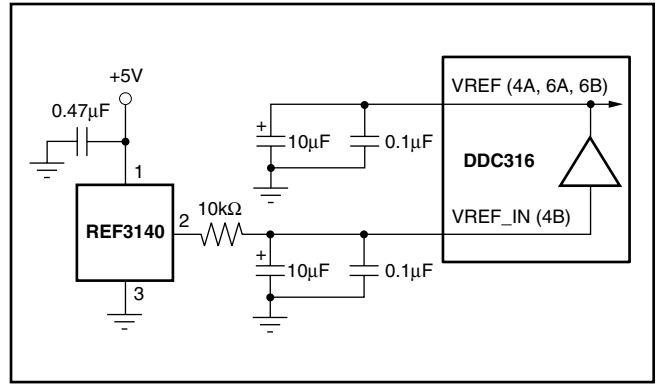 +5V
0.47µF
1
REF3140
2
3
10kΩ
+
10µF
0.1µF
+
10µF
0.1µF
VREF (4A, 6A, 6B)
DDC316
VREF_IN (4B)